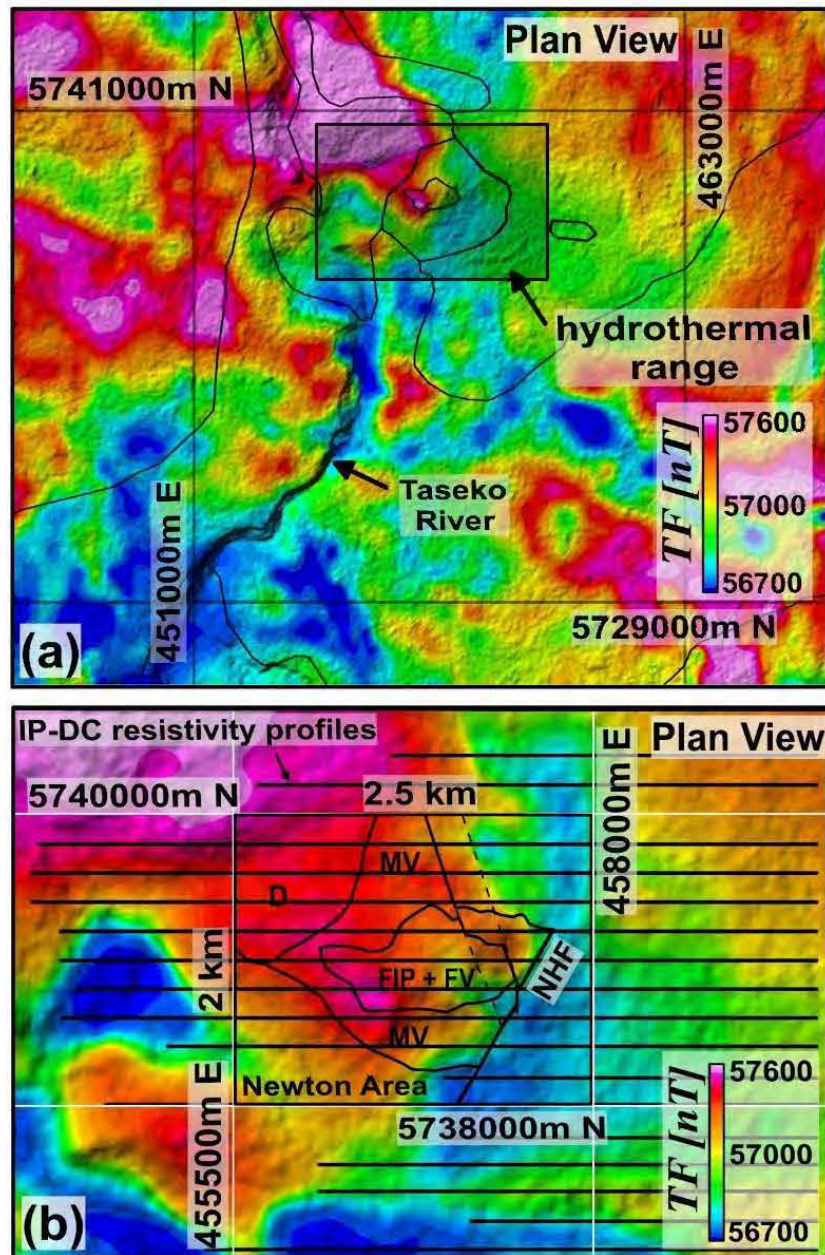 Plan View
5741000m N
463000m E
hydrothermal
range
57600
57000
56700
TF [nT]
Taseko
River
451000m E
5729000m N
(a)
IP-DC resistivity profiles
Plan View
5740000m N
2.5 km
458000m E
MV
D
2 km
FIP + FV
NHF
MV
Newton Area
57600
57000
56700
TF [nT]
455500m E
5738000m N
(b)